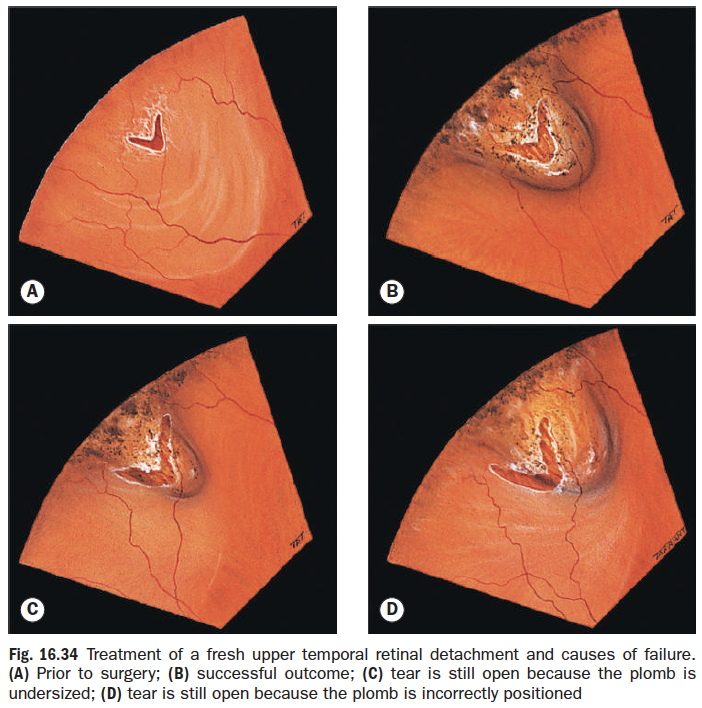 A
B
C
D
Fig. 16.34 Treatment of a fresh upper temporal retinal detachment and causes of failure.
(A) Prior to surgery; (B) successful outcome; (C) tear is still open because the plomb is
undersized; (D) tear is still open because the plomb is incorrectly positioned